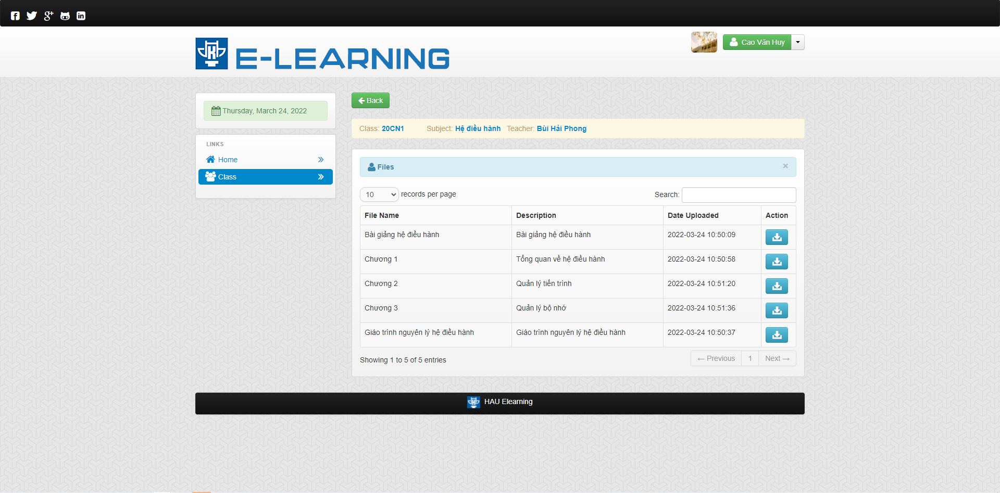 Cao Văn Huy
E-LEARNING
Thursday, March 24, 2022
LINKS
Home
Class
Back
Class: 20CN1 Subject: Hệ điều hành Teacher: Bùi Hải Phong
Files ×
10 records per page Search:
File Name Description Date Uploaded Action
Bài giảng hệ điều hành Bài giảng hệ điều hành 2022-03-24 10:50:09
Chương 1 Tổng quan về hệ điều hành 2022-03-24 10:50:58
Chương 2 Quản lý tiến trình 2022-03-24 10:51:20
Chương 3 Quản lý bộ nhớ 2022-03-24 10:51:36
Giáo trình nguyên lý hệ điều hành Giáo trình nguyên lý hệ điều hành 2022-03-24 10:50:37
Showing 1 to 5 of 5 entries ← Previous 1 Next →
HAU Elearning